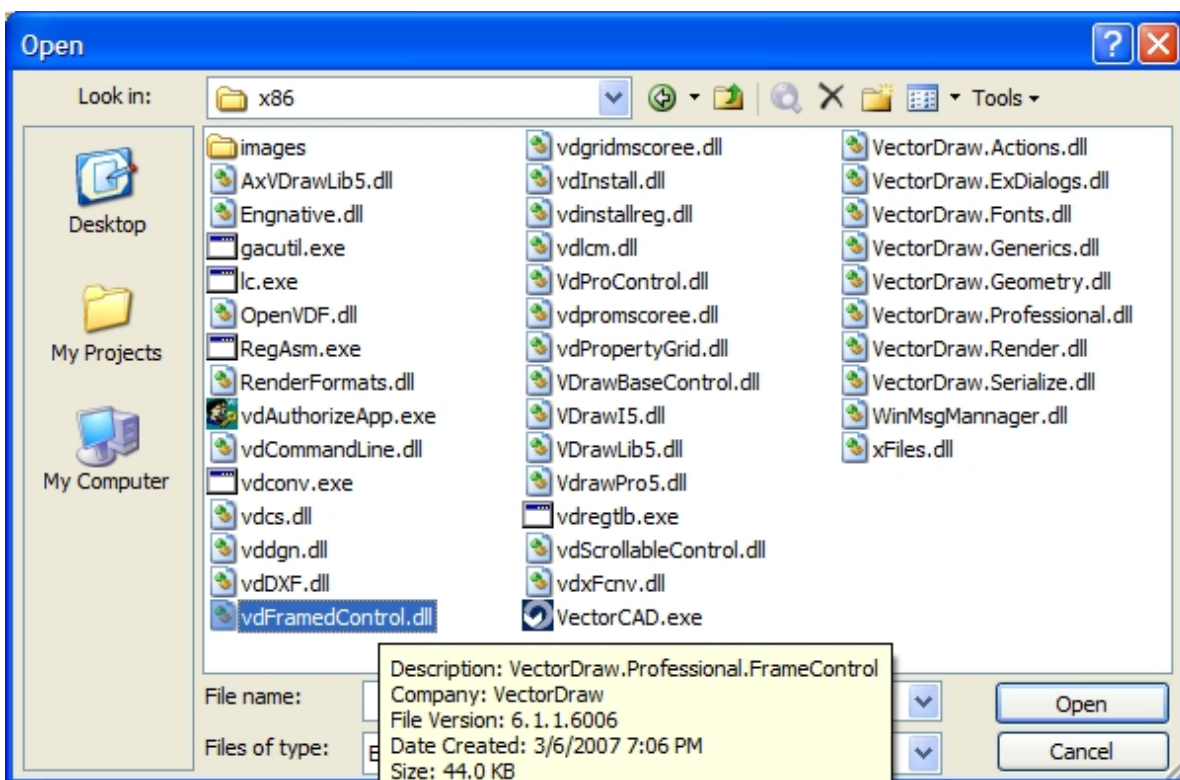 Open
Look in:
x86
Tools
Desktop
My Projects
My Computer
images
AxVDrawLib5.dll
Engnative.dll
gacutil.exe
lc.exe
OpenVDF.dll
RegAsm.exe
RenderFormats.dll
vdAuthorizeApp.exe
vdCommandLine.dll
vdconv.exe
vdcs.dll
vddgn.dll
vdDXF.dll
vdFramedControl.dll
vdgridmscoree.dll
vdInstall.dll
vdinstallreg.dll
vdlcm.dll
VdProControl.dll
vdpromscoree.dll
vdPropertyGrid.dll
VDrawBaseControl.dll
VDrawI5.dll
VDrawLib5.dll
VdrawPro5.dll
vdregtlb.exe
vdScrollableControl.dll
vdxFcnv.dll
VectorCAD.exe
VectorDraw.Actions.dll
VectorDraw.ExDialogs.dll
VectorDraw.Fonts.dll
VectorDraw.Generics.dll
VectorDraw.Geometry.dll
VectorDraw.Professional.dll
VectorDraw.Render.dll
VectorDraw.Serialize.dll
WinMsgMannager.dll
xFiles.dll
Description: VectorDraw.Professional.FrameControl
Company: VectorDraw
File Version: 6.1.1.6006
Date Created: 3/6/2007 7:06 PM
Size: 44.0 KB
File name:
Open
Files of type:
Cancel